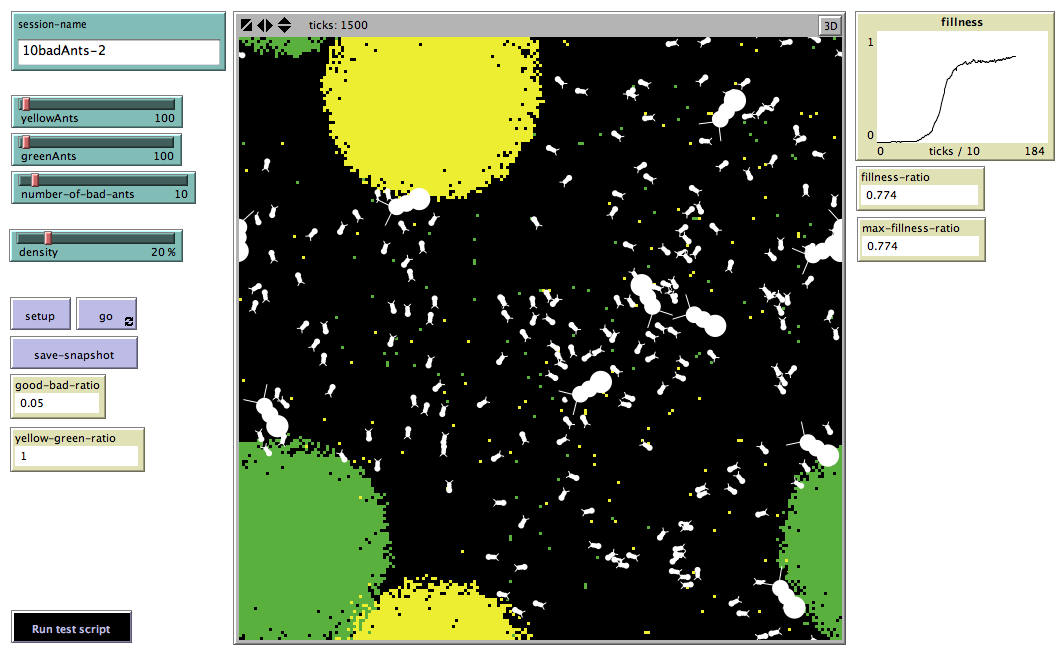 session-name
10badAnts-2
yellowAnts 100
greenAnts 100
number-of-bad-ants 10
density 20 %
setup
go
save-snapshot
good-bad-ratio
0.05
yellow-green-ratio
1
Run test script
ticks: 1500
3D
fillness
1
0
0 ticks / 10 184
fillness-ratio
0.774
max-fillness-ratio
0.774